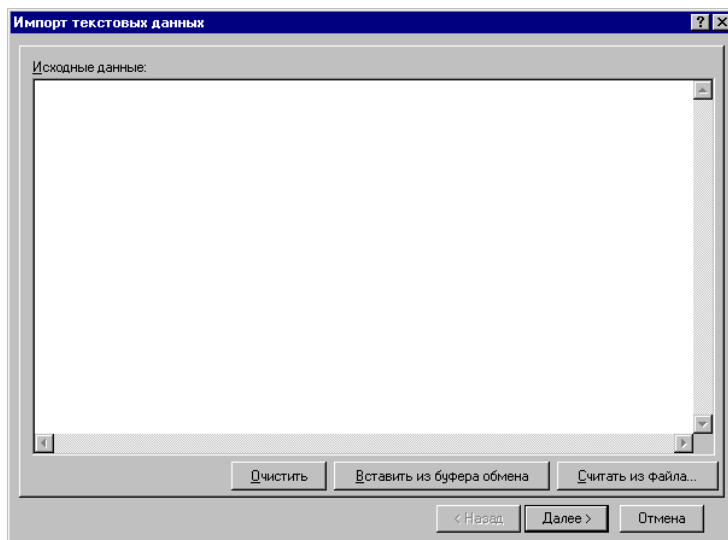 Импорт текстовых данных
Исходные данные:
Очистить Вставить из буфера обмена Считать из файла...
< Назад Далее > Отмена